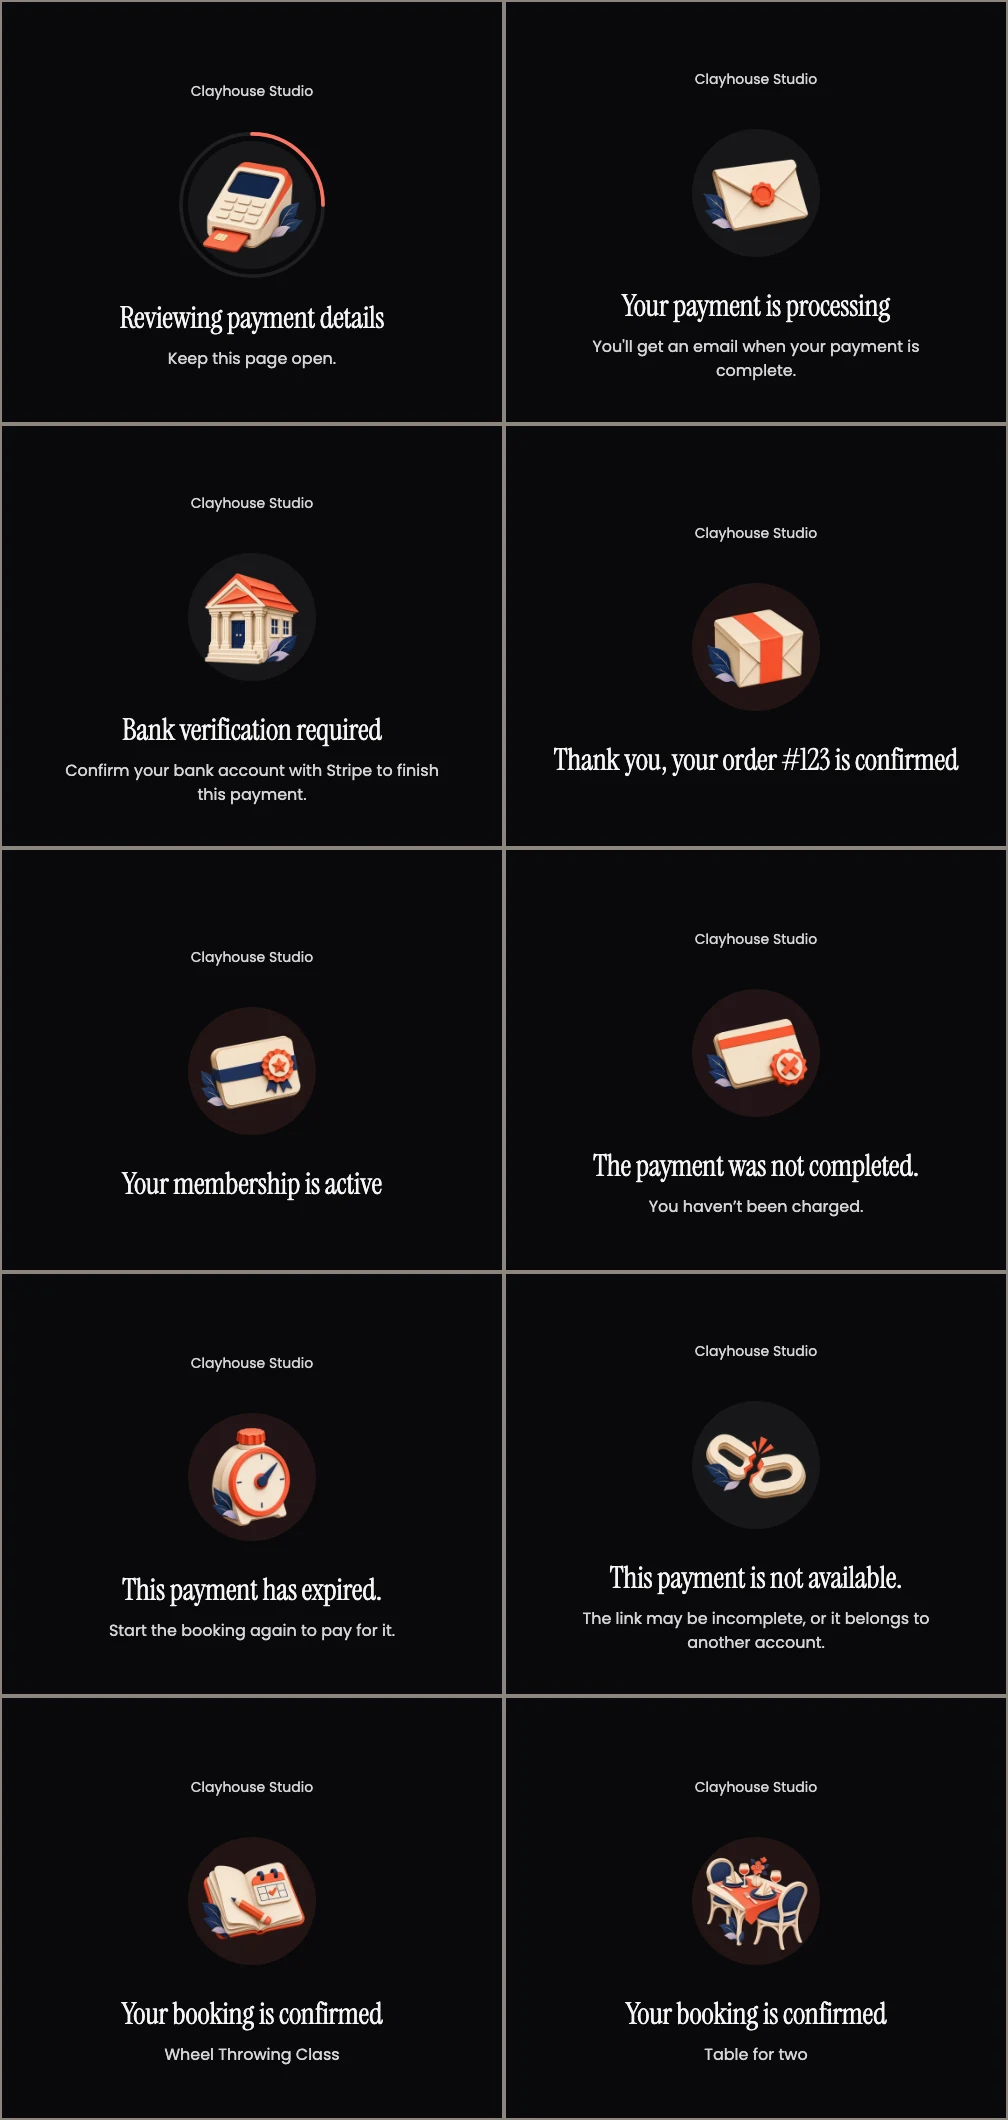 Clayhouse Studio
Reviewing payment details
Keep this page open.
Clayhouse Studio
Your payment is processing
You'll get an email when your payment is
complete.
Clayhouse Studio
Bank verification required
Confirm your bank account with Stripe to finish
this payment.
Clayhouse Studio
Thank you, your order #123 is confirmed
Clayhouse Studio
Your membership is active
Clayhouse Studio
The payment was not completed.
You haven’t been charged.
Clayhouse Studio
This payment has expired.
Start the booking again to pay for it.
Clayhouse Studio
This payment is not available.
The link may be incomplete, or it belongs to
another account.
Clayhouse Studio
Your booking is confirmed
Wheel Throwing Class
Clayhouse Studio
Your booking is confirmed
Table for two